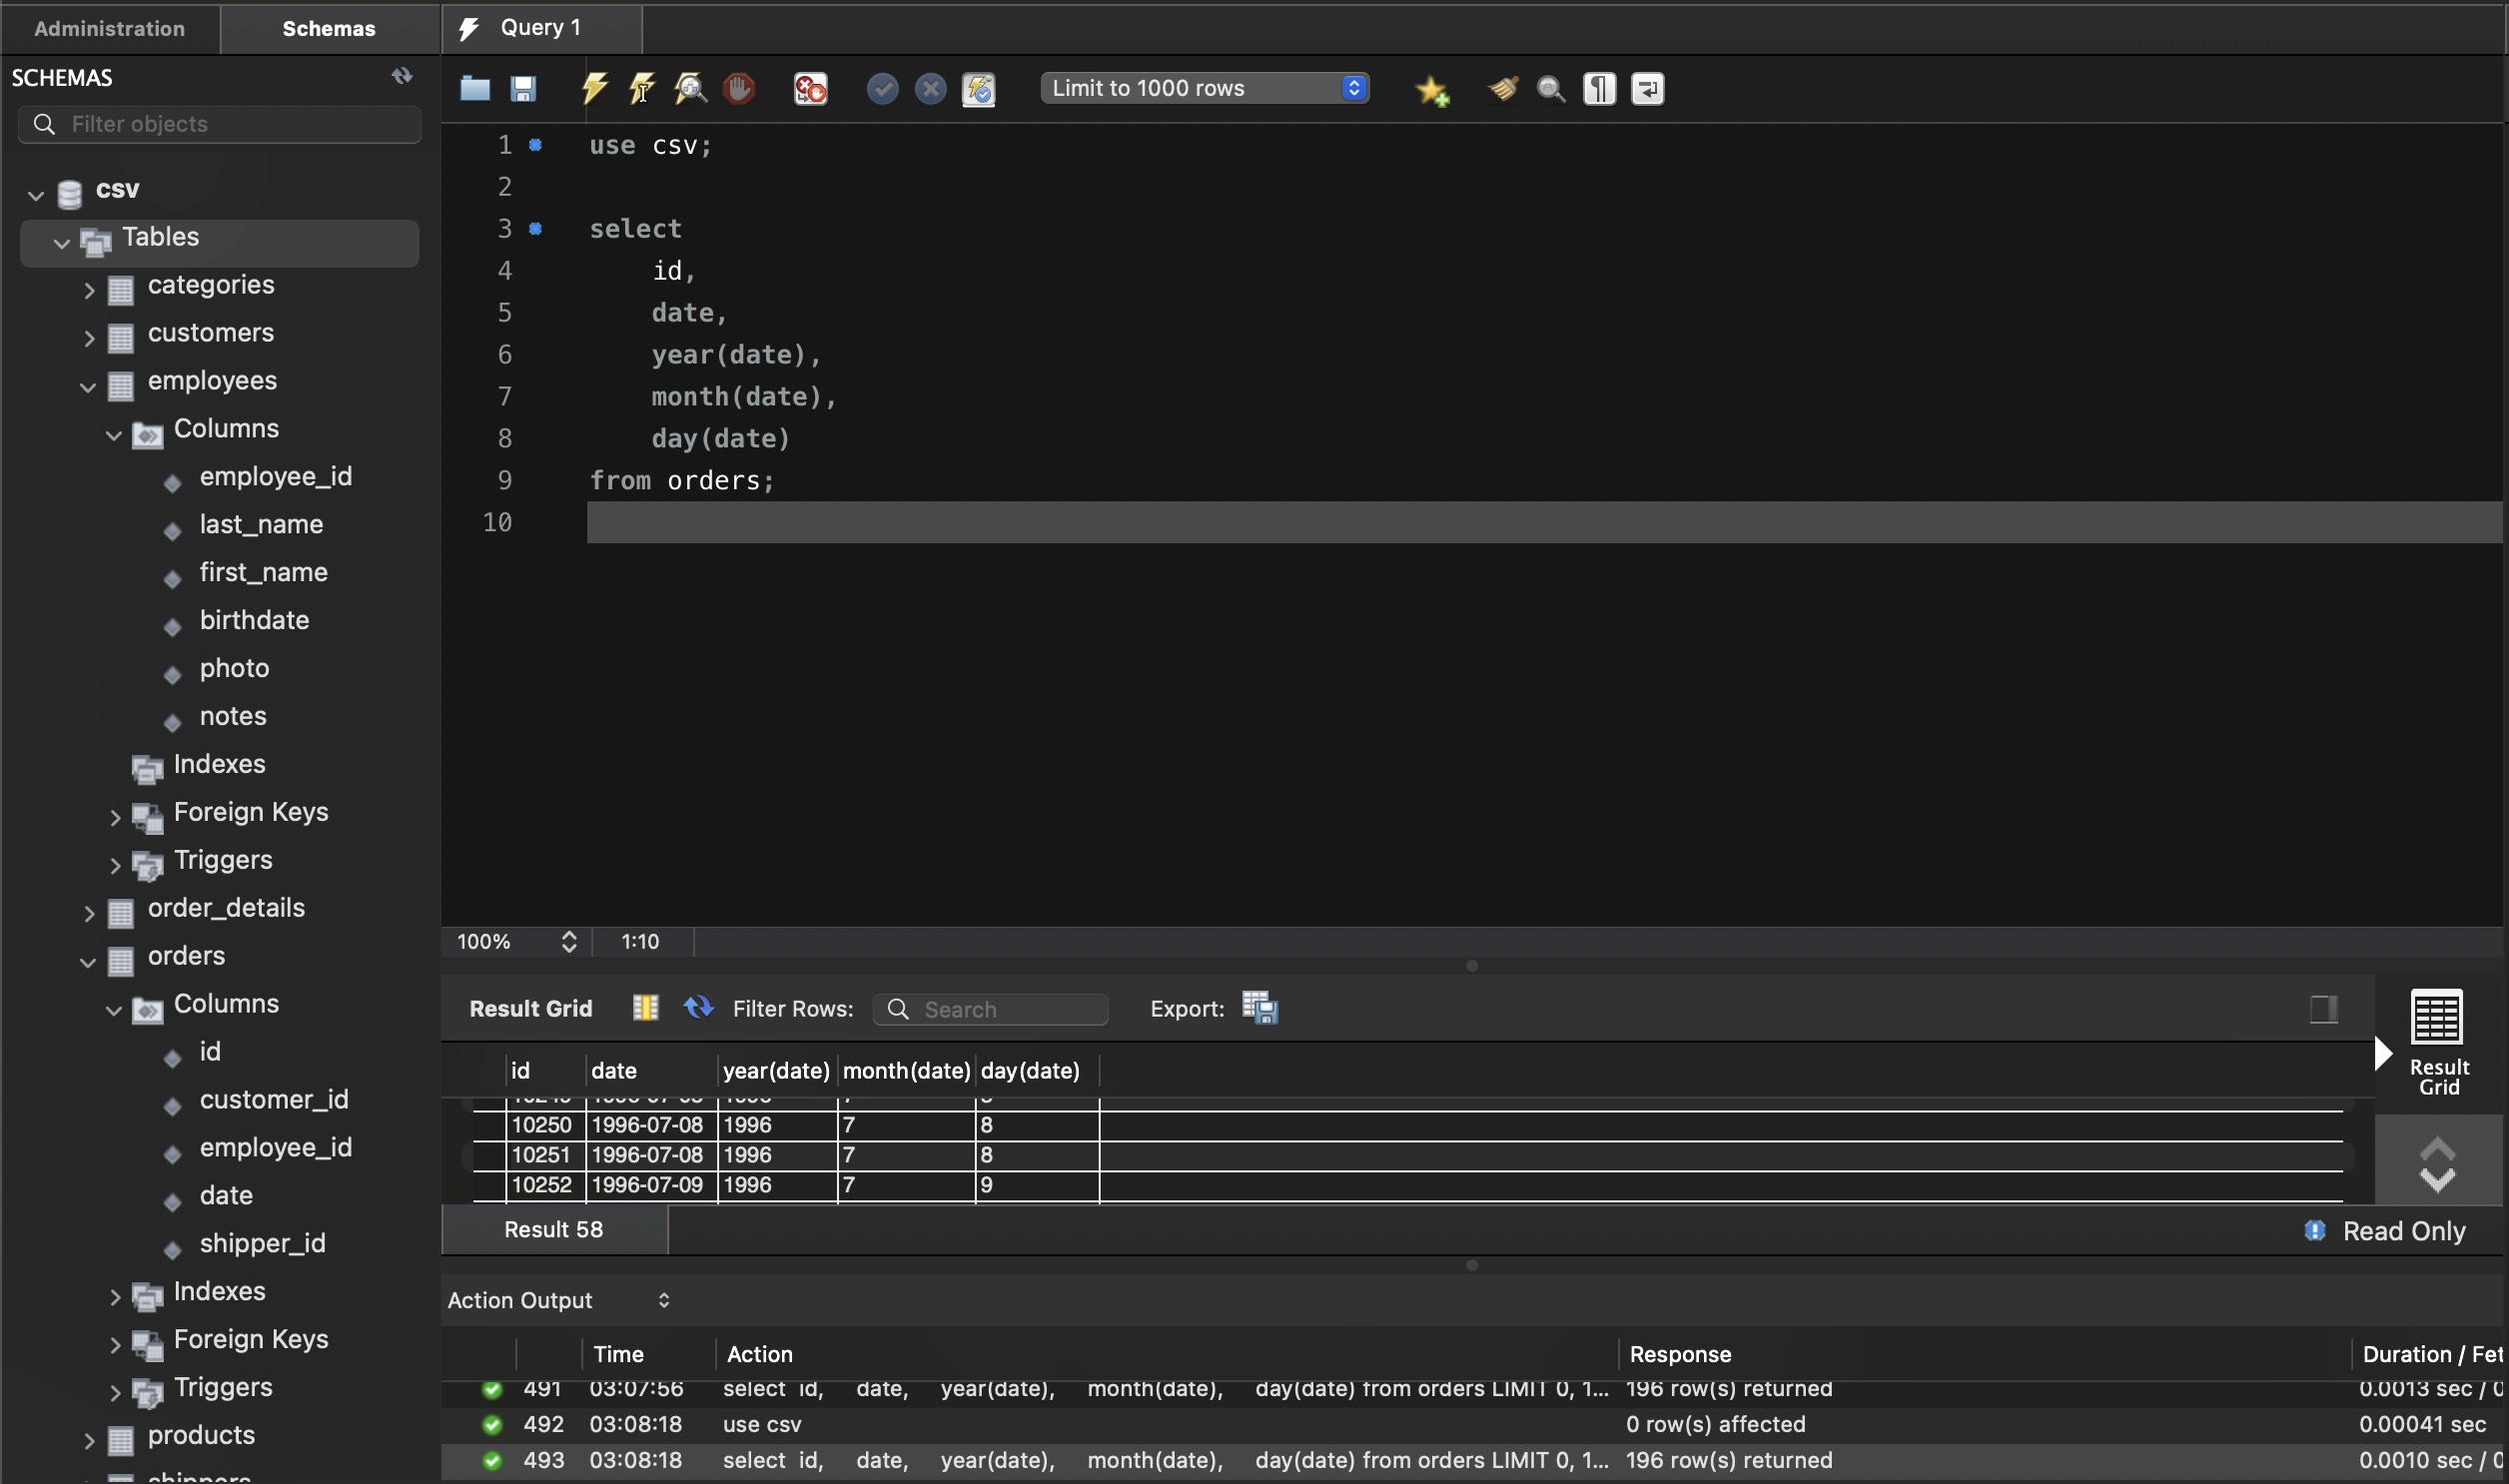 Administration
Schemas
Query 1
SCHEMAS
Filter objects
csv
Tables
categories
customers
employees
Columns
employee_id
last_name
first_name
birthdate
photo
notes
Indexes
Foreign Keys
Triggers
order_details
orders
Columns
id
customer_id
employee_id
date
shipper_id
Indexes
Foreign Keys
Triggers
products
shippers
Limit to 1000 rows
1 use csv;
2
3 select
4 id,
5 date,
6 year(date),
7 month(date),
8 day(date)
9 from orders;
10
100% 1:10
Result Grid Filter Rows: Search Export:
id date year(date) month(date) day(date)
10250 1996-07-08 1996 7 8
10251 1996-07-08 1996 7 8
10252 1996-07-09 1996 7 9
Result
Grid
Result 58
Read Only
Action Output
Time Action Response Duration / Fet
491 03:07:56 select id, date, year(date), month(date), day(date) from orders LIMIT 0, 1... 196 row(s) returned 0.0013 sec / 0
492 03:08:18 use csv 0 row(s) affected 0.00041 sec
493 03:08:18 select id, date, year(date), month(date), day(date) from orders LIMIT 0, 1... 196 row(s) returned 0.0010 sec / 0